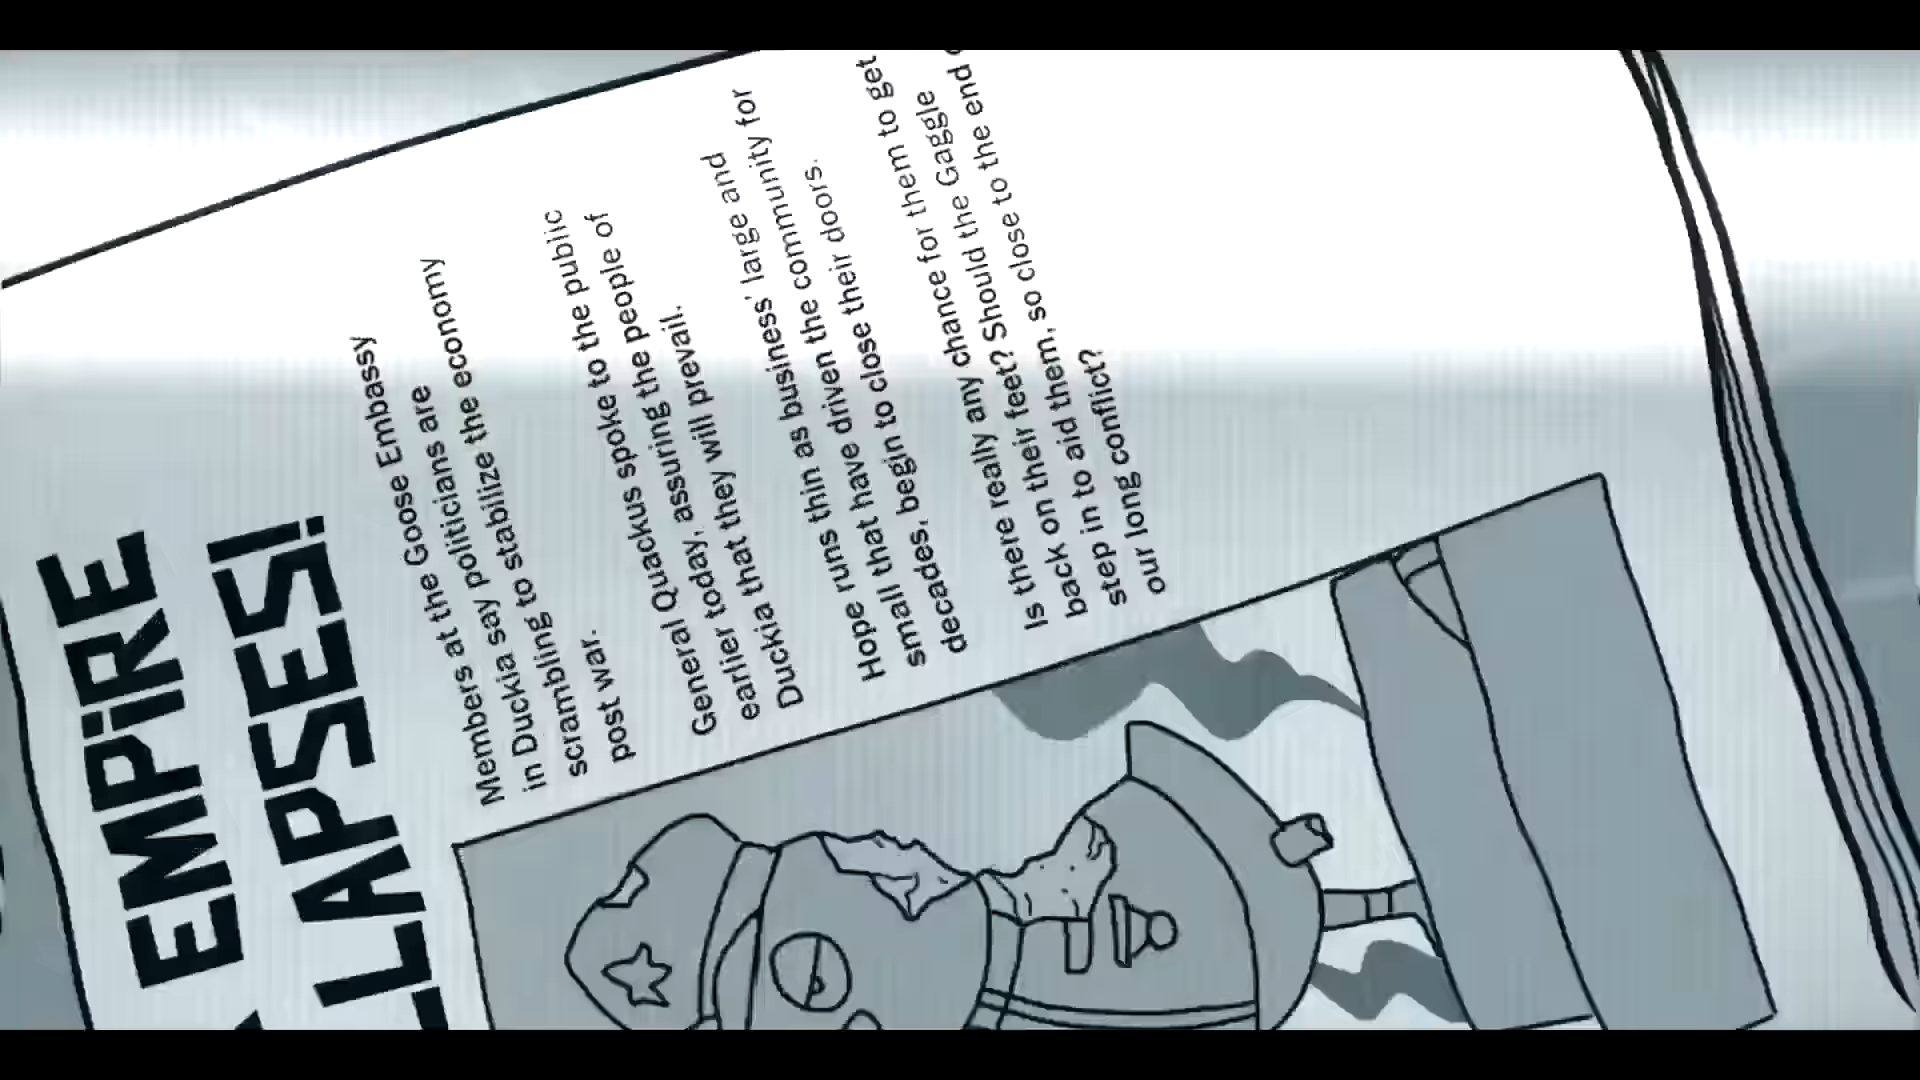 EMPIRE
LAPSES!
Members at the Goose Embassy
in Duckia say politicians are
scrambling to stabilize the economy
post war.
General Quackus spoke to the public
earlier today, assuring the people of
Duckia that they will prevail.
Hope runs thin as business' large and
small that have driven the community for
decades, begin to close their doors.
Is there really any chance for them to get
back on their feet? Should the Gaggle
step in to aid them, so close to the end
our long conflict?